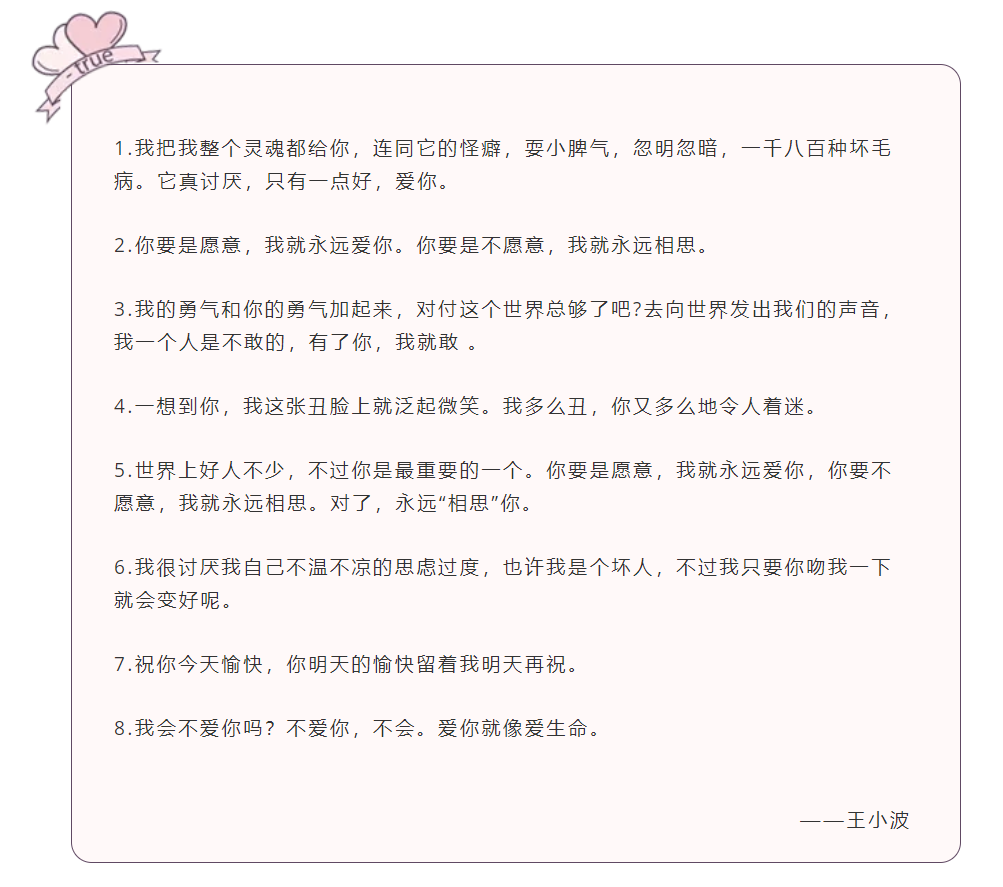 -true
1.我把我整个灵魂都给你，连同它的怪癖，耍小脾气，忽明忽暗，一千八百种坏毛
病。它真讨厌，只有一点好，爱你。
2.你要是愿意，我就永远爱你。你要是不愿意，我就永远相思。
3.我的勇气和你的勇气加起来，对付这个世界总够了吧?去向世界发出我们的声音，
我一个人是不敢的，有了你，我就敢 。
4.一想到你，我这张丑脸上就泛起微笑。我多么丑，你又多么地令人着迷。
5.世界上好人不少，不过你是最重要的一个。你要是愿意，我就永远爱你，你要不
愿意，我就永远相思。对了，永远“相思”你。
6.我很讨厌我自己不温不凉的思虑过度，也许我是个坏人，不过我只要你吻我一下
就会变好呢。
7.祝你今天愉快，你明天的愉快留着我明天再祝。
8.我会不爱你吗？不爱你，不会。爱你就像爱生命。
——王小波